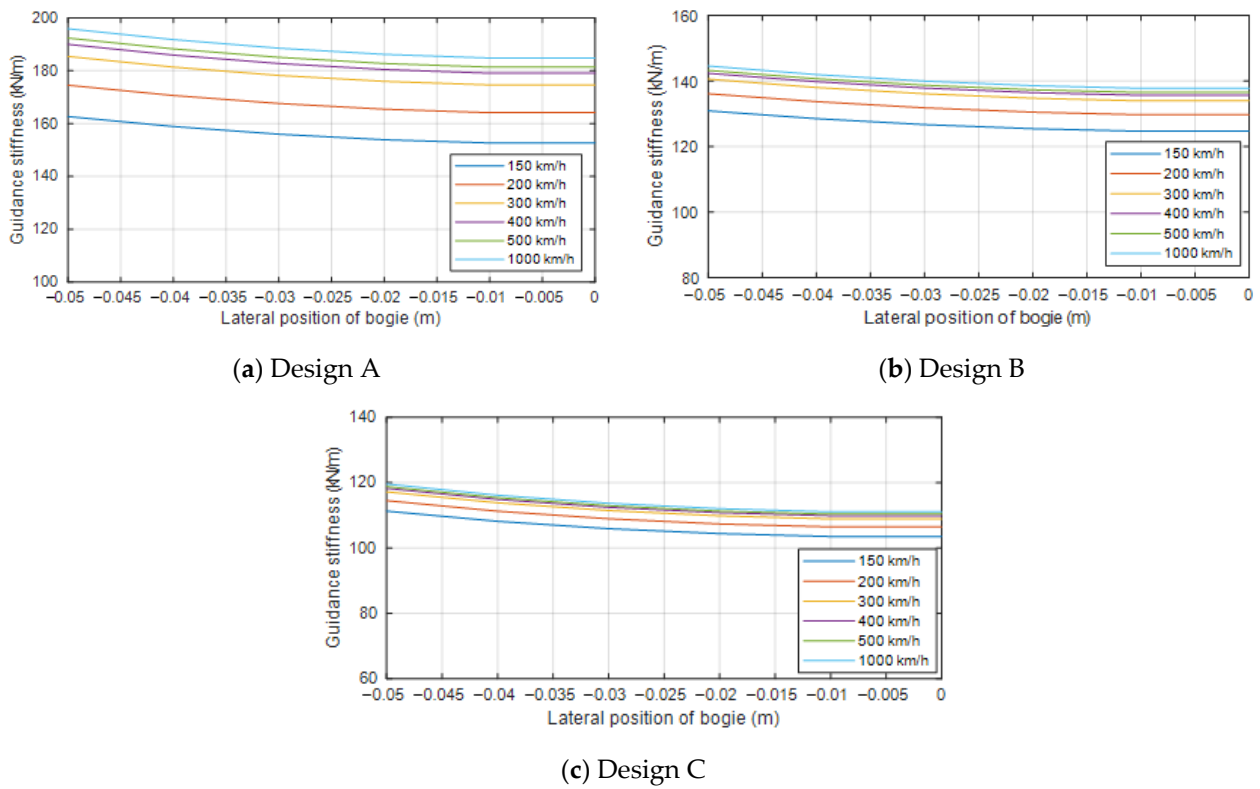 200
180
160
140
120
100
Guidance stiffness (kN/m)
150 km/h
200 km/h
300 km/h
400 km/h
500 km/h
1000 km/h
−0.05 −0.045 −0.04 −0.035 −0.03 −0.025 −0.02 −0.015 −0.01 −0.005 0
Lateral position of bogie (m)
(a) Design A
160
140
120
100
80
Guidance stiffness (kN/m)
150 km/h
200 km/h
300 km/h
400 km/h
500 km/h
1000 km/h
−0.05 −0.045 −0.04 −0.035 −0.03 −0.025 −0.02 −0.015 −0.01 −0.005 0
Lateral position of bogie (m)
(b) Design B
140
120
100
80
60
Guidance stiffness (kN/m)
150 km/h
200 km/h
300 km/h
400 km/h
500 km/h
1000 km/h
−0.05 −0.045 −0.04 −0.035 −0.03 −0.025 −0.02 −0.015 −0.01 −0.005 0
Lateral position of bogie (m)
(c) Design C